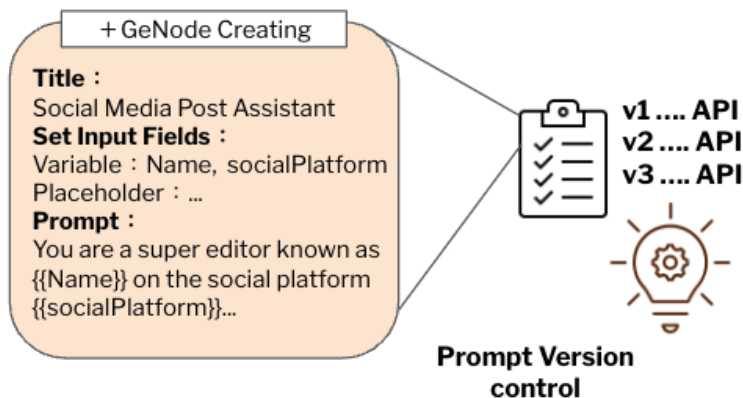 + GeNode Creating
Title：
Social Media Post Assistant
Set Input Fields：
Variable：Name, socialPlatform
Placeholder：...
Prompt：
You are a super editor known as
{{Name}} on the social platform
{{socialPlatform}}...
v1 .... API
v2 .... API
v3 .... API
Prompt Version
control